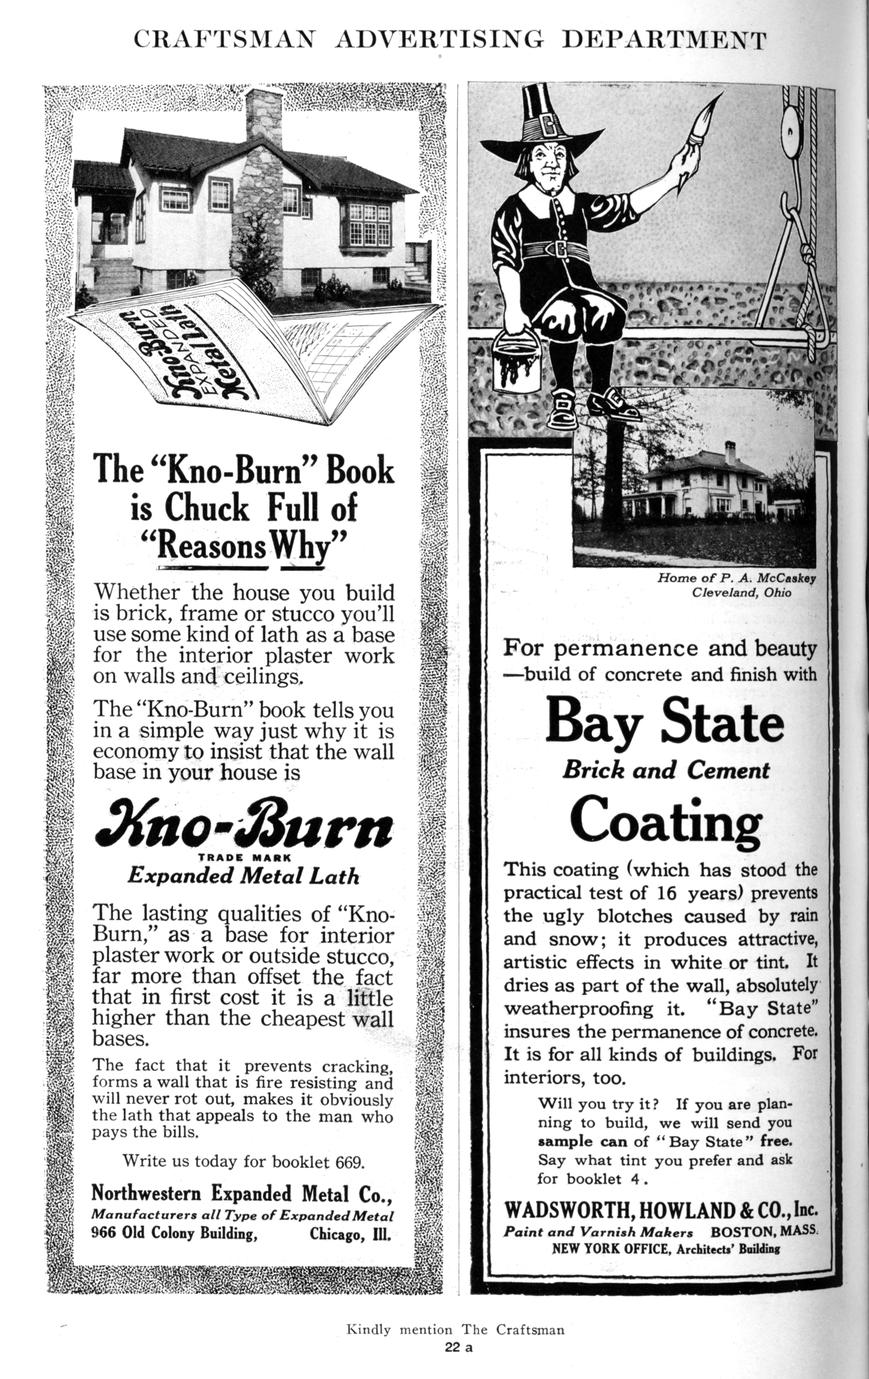 CRAFTSMAN ADVERTISING DEPARTMENT
Kno-Burn
EXPANDED
Metal Lath
The “Kno-Burn” Book
is Chuck Full of
“Reasons Why”
Whether the house you build
is brick, frame or stucco you’ll
use some kind of lath as a base
for the interior plaster work
on walls and ceilings.
The “Kno-Burn” book tells you
in a simple way just why it is
economy to insist that the wall
base in your house is
Kno-Burn
TRADE MARK
Expanded Metal Lath
The lasting qualities of “Kno-
Burn,” as a base for interior
plaster work or outside stucco,
far more than offset the fact
that in first cost it is a little
higher than the cheapest wall
bases.
The fact that it prevents cracking,
forms a wall that is fire resisting and
will never rot out, makes it obviously
the lath that appeals to the man who
pays the bills.
Write us today for booklet 669.
Northwestern Expanded Metal Co.,
Manufacturers all Type of Expanded Metal
966 Old Colony Building, Chicago, Ill.
Home of P. A. McCaskey
Cleveland, Ohio
For permanence and beauty
—build of concrete and finish with
Bay State
Brick and Cement
Coating
This coating (which has stood the
practical test of 16 years) prevents
the ugly blotches caused by rain
and snow; it produces attractive,
artistic effects in white or tint. It
dries as part of the wall, absolutely
weatherproofing it. “Bay State”
insures the permanence of concrete.
It is for all kinds of buildings. For
interiors, too.
Will you try it? If you are plan-
ning to build, we will send you
sample can of “Bay State” free.
Say what tint you prefer and ask
for booklet 4.
WADSWORTH, HOWLAND & CO., Inc.
Paint and Varnish Makers BOSTON, MASS.
NEW YORK OFFICE, Architects’ Building
Kindly mention The Craftsman
22 a